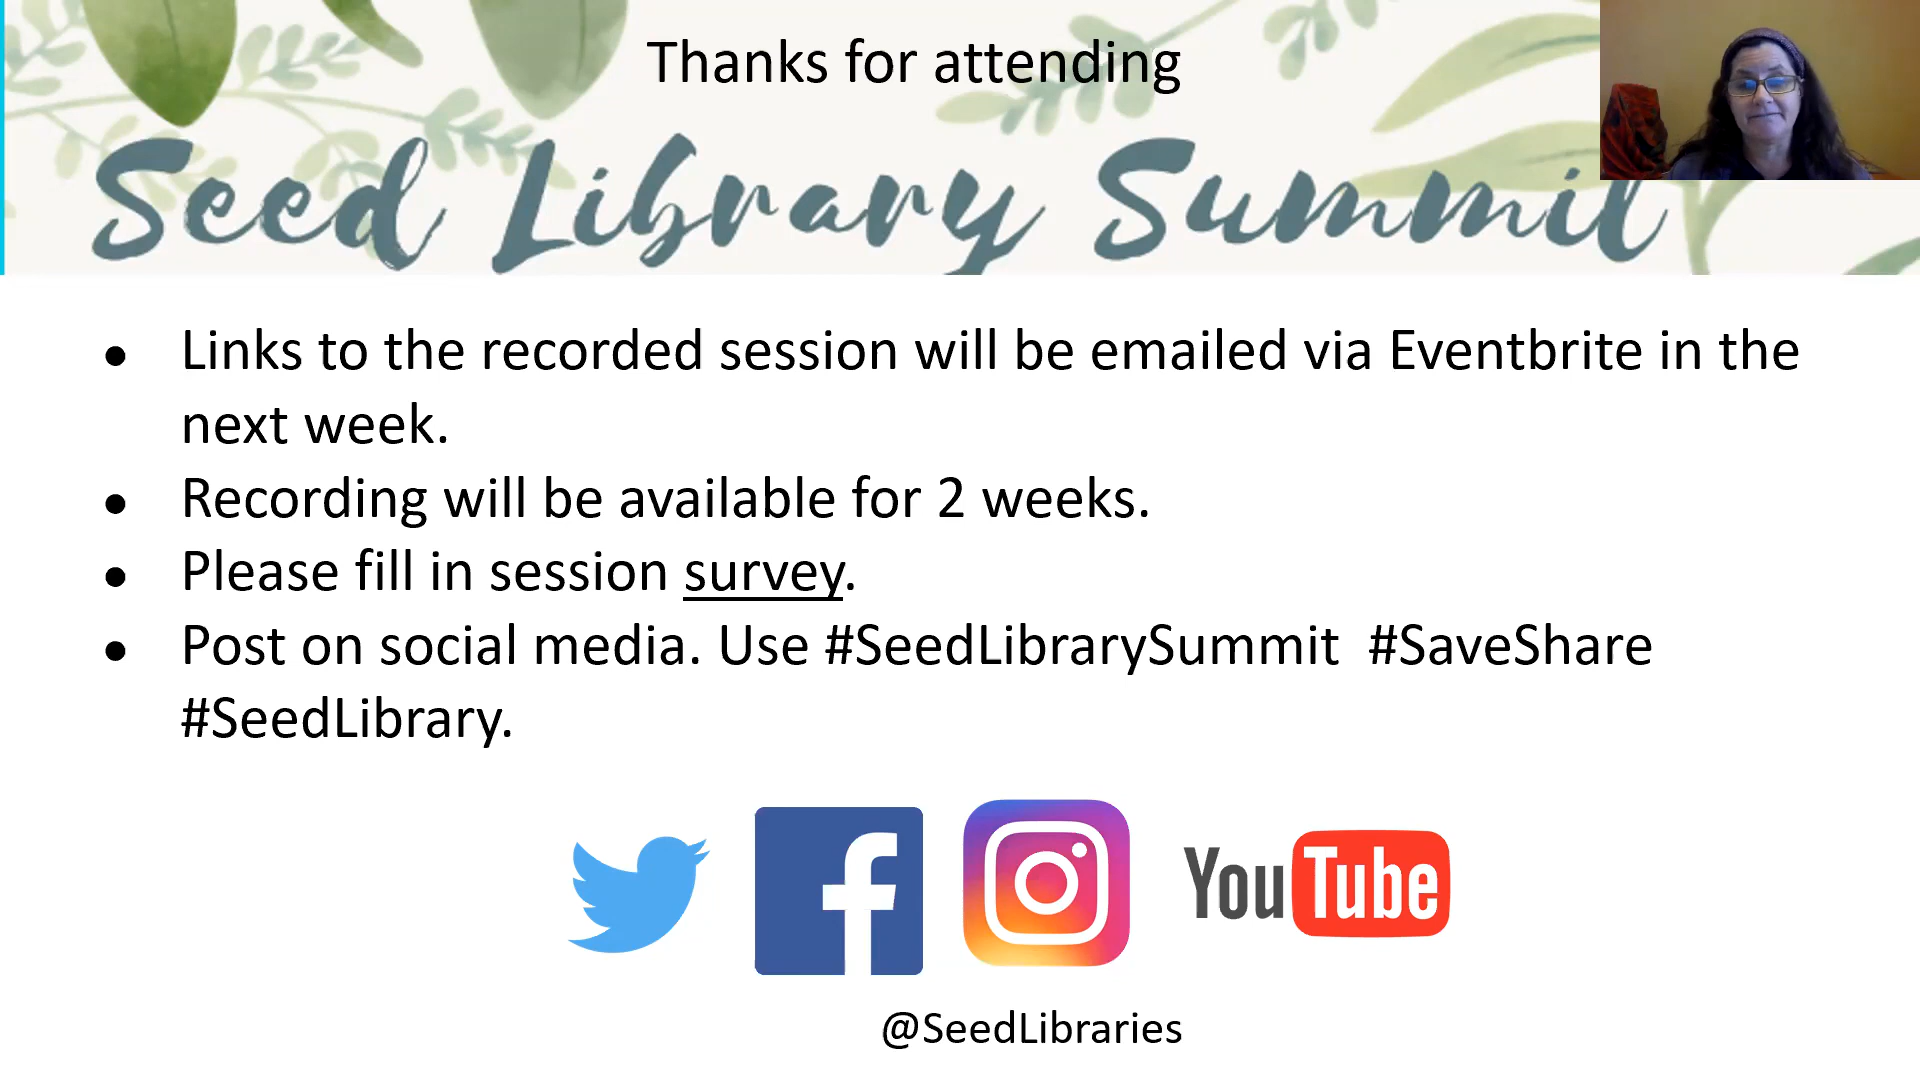 Thanks for attending
Seed Library Summit
● Links to the recorded session will be emailed via Eventbrite in the
next week.
● Recording will be available for 2 weeks.
● Please fill in session survey.
● Post on social media. Use #SeedLibrarySummit  #SaveShare
#SeedLibrary.
f YouTube
@SeedLibraries